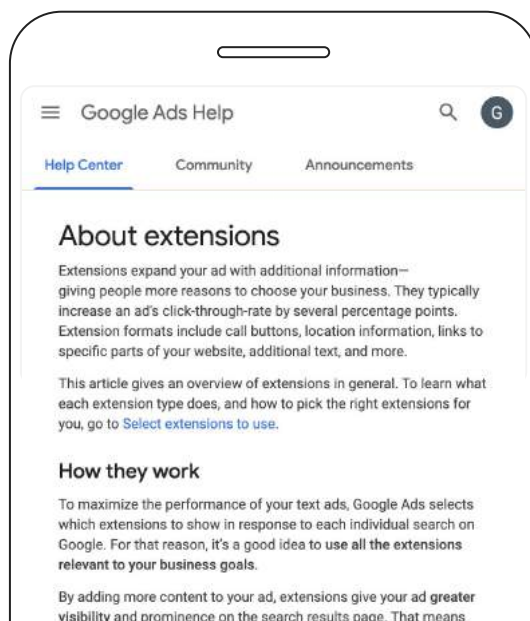 Google Ads Help
G
Help Center Community Announcements
About extensions
Extensions expand your ad with additional information—
giving people more reasons to choose your business. They typically
increase an ad's click-through-rate by several percentage points.
Extension formats include call buttons, location information, links to
specific parts of your website, additional text, and more.
This article gives an overview of extensions in general. To learn what
each extension type does, and how to pick the right extensions for
you, go to Select extensions to use.
How they work
To maximize the performance of your text ads, Google Ads selects
which extensions to show in response to each individual search on
Google. For that reason, it's a good idea to use all the extensions
relevant to your business goals.
By adding more content to your ad, extensions give your ad greater
visibility and prominence on the search results page. That means